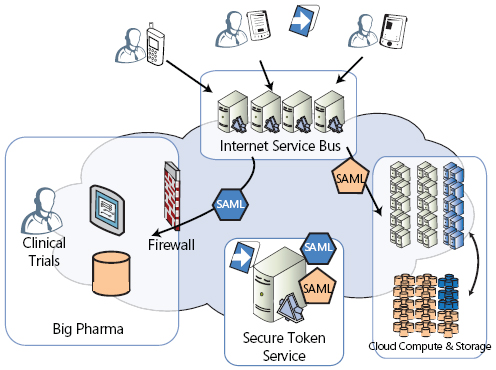 Internet Service Bus
SAML
SAML
Clinical
Trials
Firewall
Big Pharma
SAML
SAML
Secure Token
Service
Cloud Compute & Storage